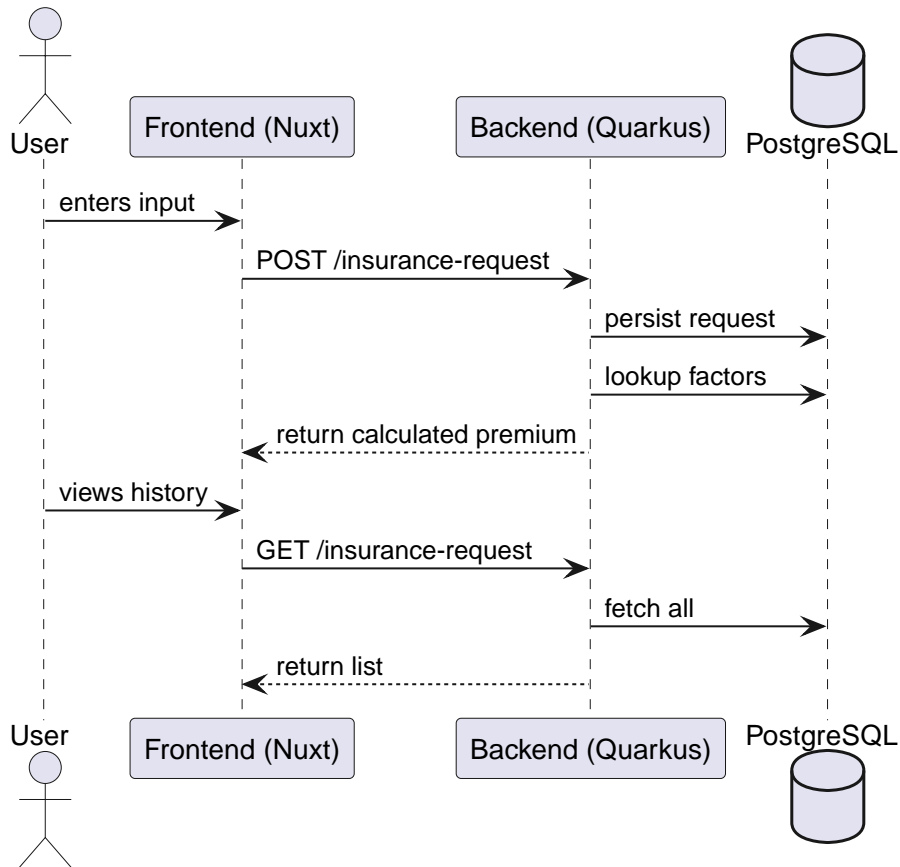 User
Frontend (Nuxt)
Backend (Quarkus)
PostgreSQL
enters input
POST /insurance-request
persist request
lookup factors
return calculated premium
views history
GET /insurance-request
fetch all
return list
User
Frontend (Nuxt)
Backend (Quarkus)
PostgreSQL